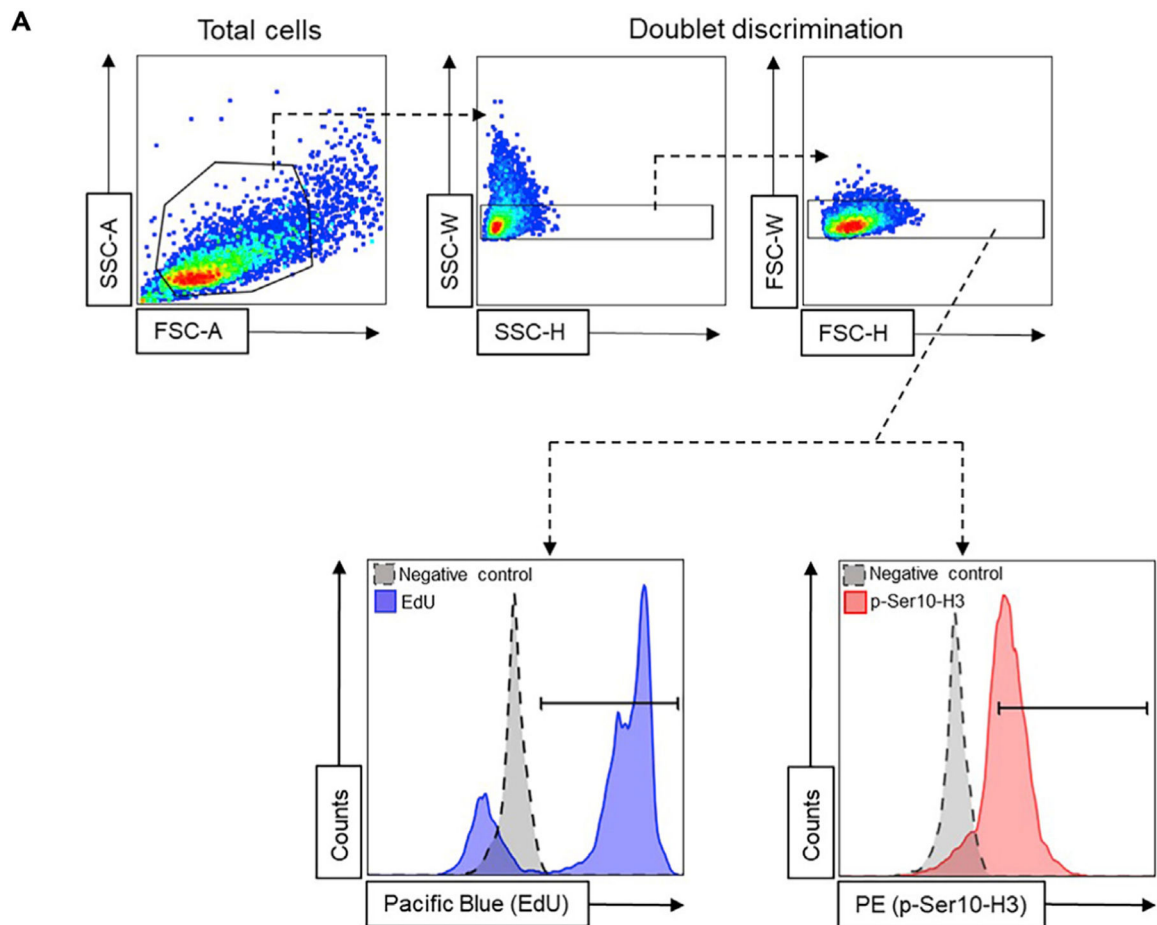 A
Total cells
Doublet discrimination
SSC-A
FSC-A
SSC-W
SSC-H
FSC-W
FSC-H
Negative control
EdU
Counts
Pacific Blue (EdU)
Negative control
p-Ser10-H3
Counts
PE (p-Ser10-H3)